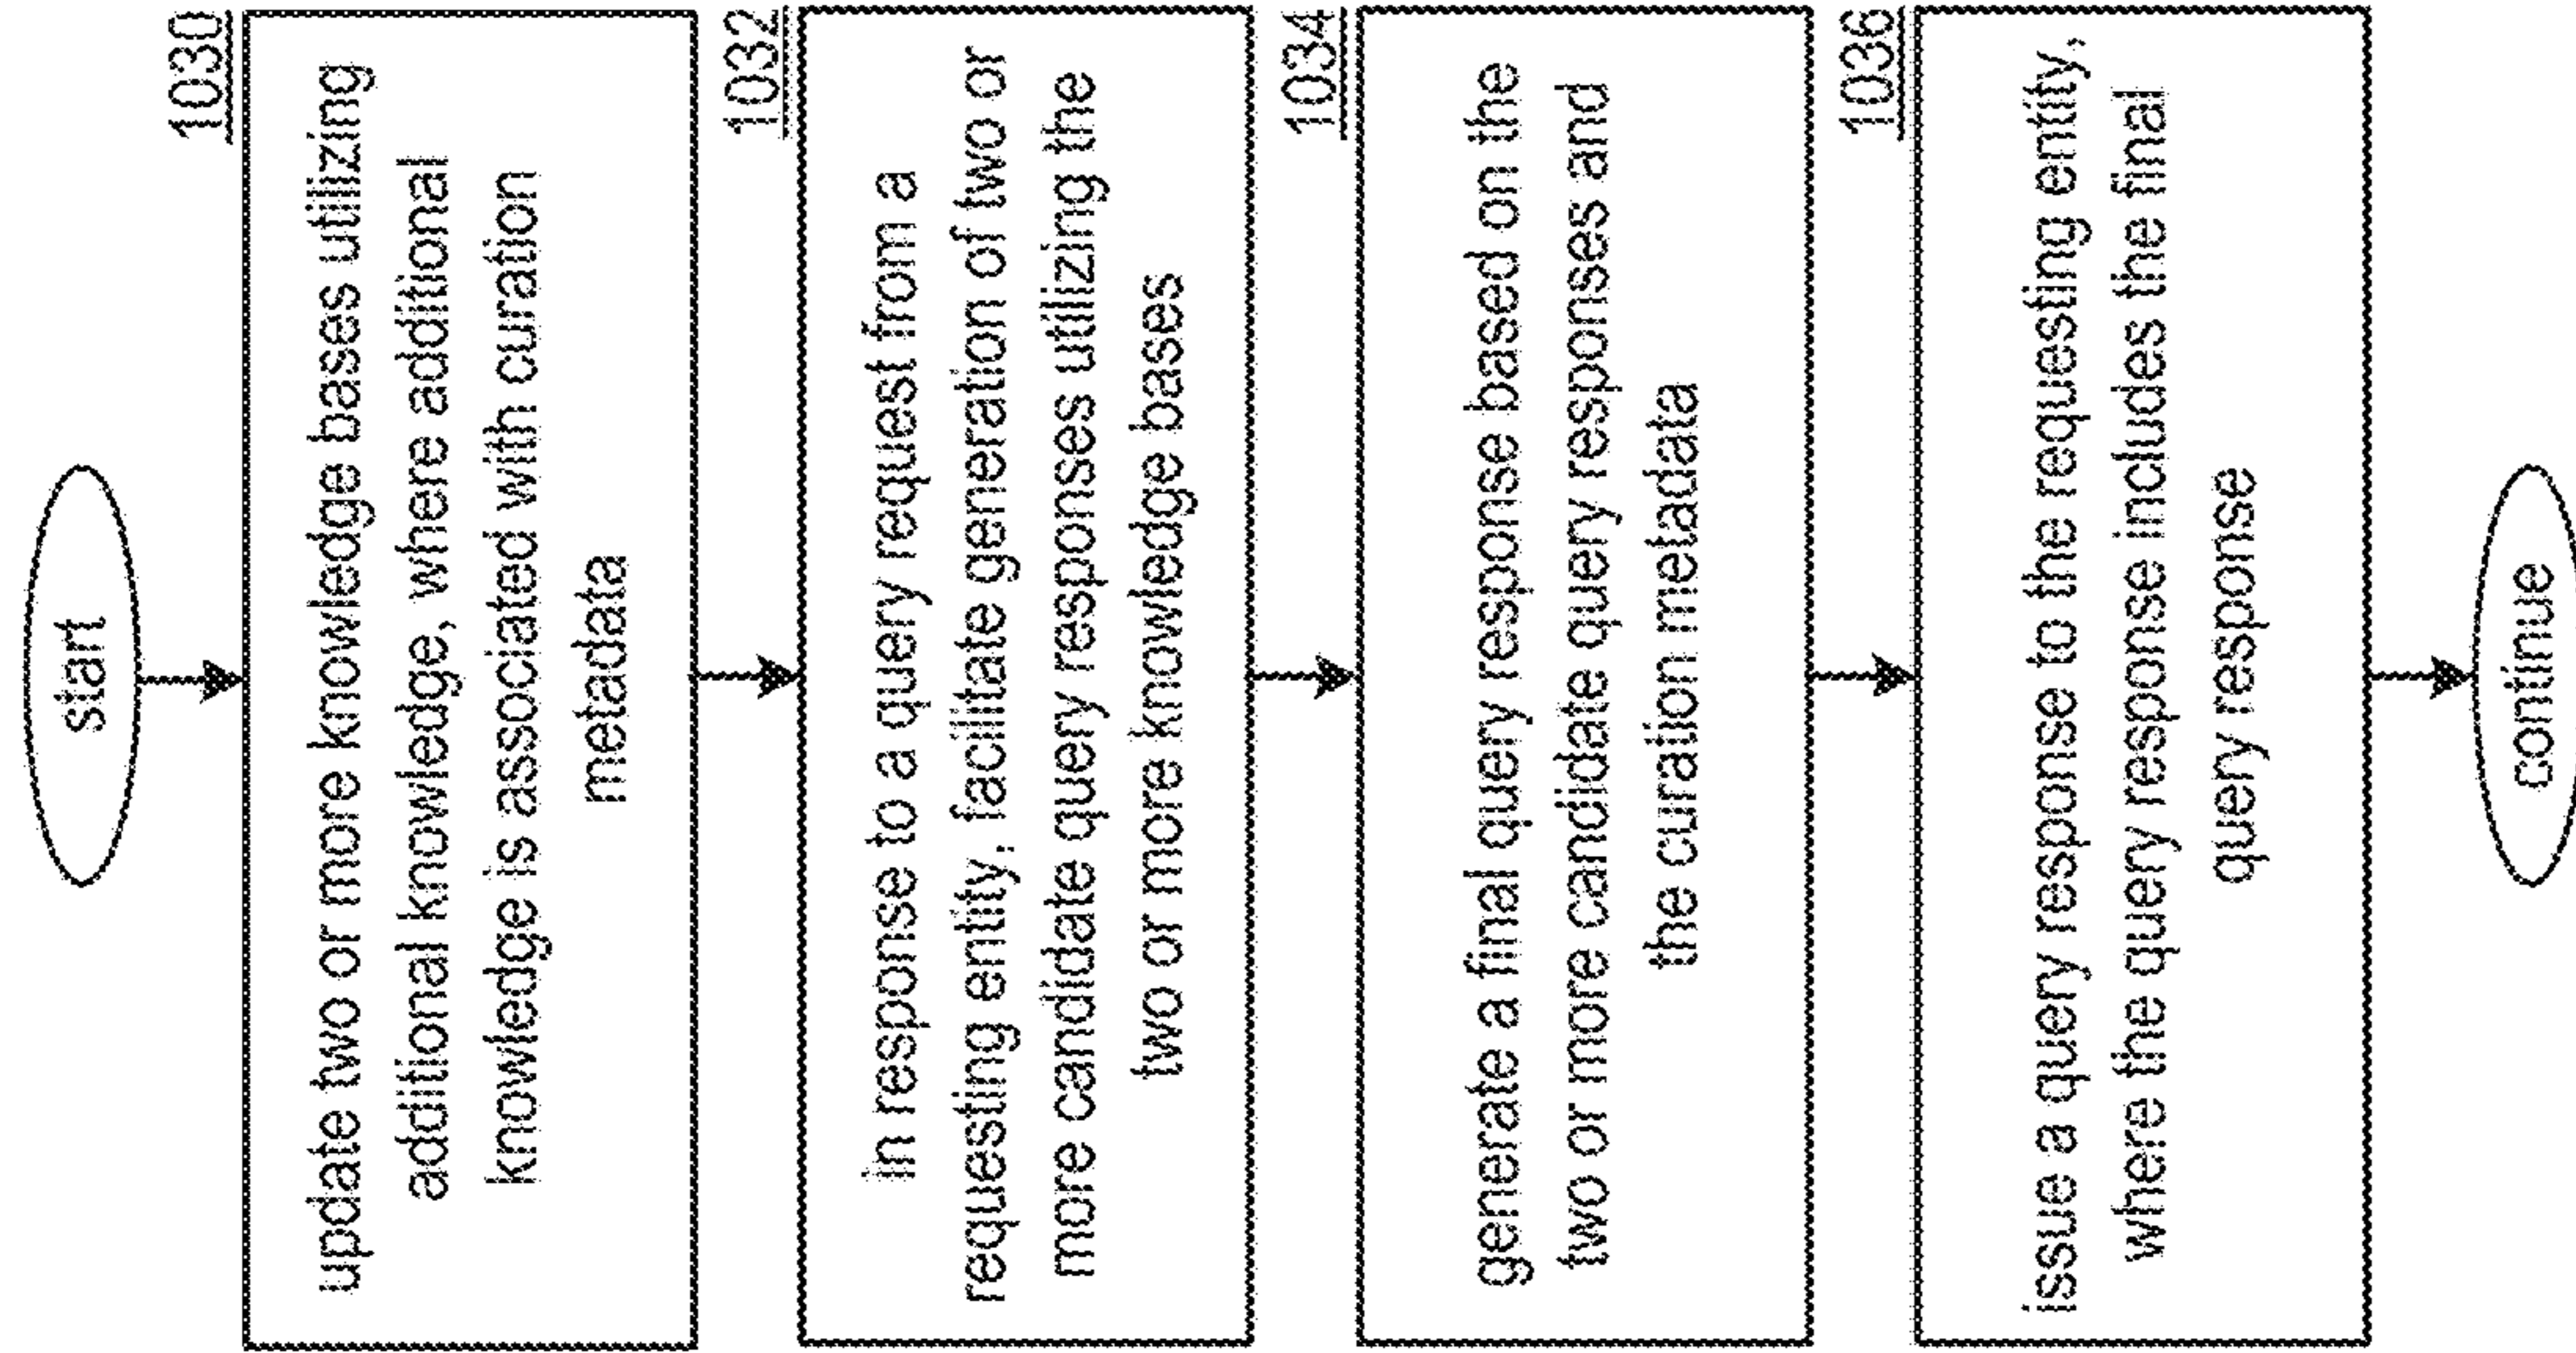 start
1030
update two or more knowledge bases utilizing
additional knowledge, where additional
knowledge is associated with curation
metadata
1032
in response to a query request from a
requesting entity, facilitate generation of two or
more candidate query responses utilizing the
two or more knowledge bases
1034
generate a final query response based on the
two or more candidate query responses and
the curation metadata
1036
issue a query response to the requesting entity,
where the query response includes the final
query response
continue